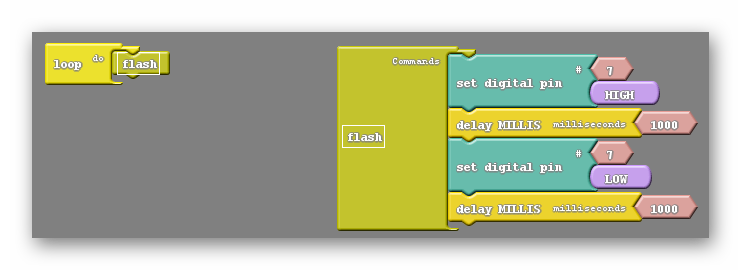 loop do flash
Commands
set digital pin # 7
HIGH
delay MILLIS milliseconds 1000
flash
set digital pin # 7
LOW
delay MILLIS milliseconds 1000